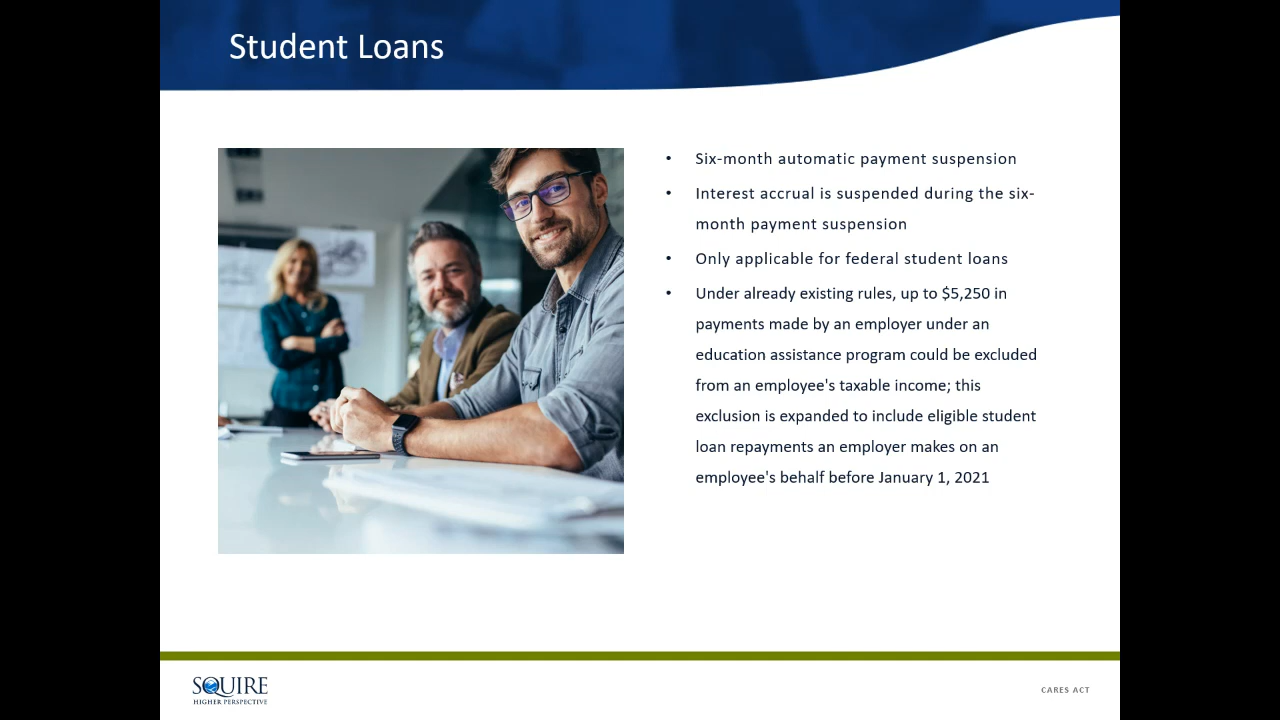 Student Loans
• Six-month automatic payment suspension
• Interest accrual is suspended during the six-
month payment suspension
• Only applicable for federal student loans
• Under already existing rules, up to $5,250 in
payments made by an employer under an
education assistance program could be excluded
from an employee's taxable income; this
exclusion is expanded to include eligible student
loan repayments an employer makes on an
employee's behalf before January 1, 2021
SQUIRE
HIGHER PERSPECTIVE
CARES ACT